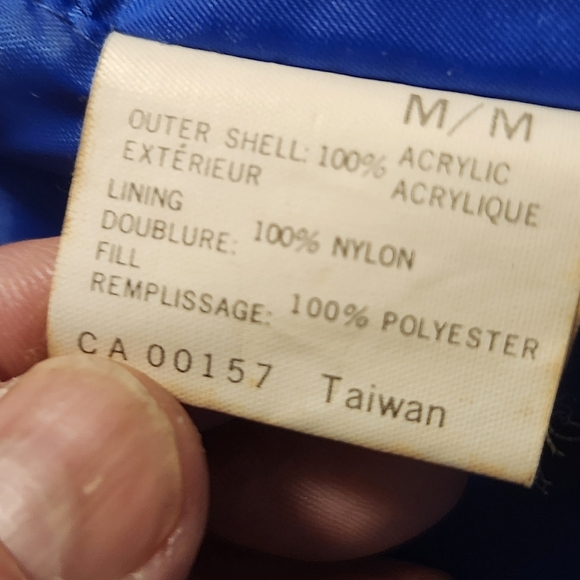 M/M
OUTER SHELL: 100% ACRYLIC
EXTÉRIEUR ACRYLIQUE
LINING
DOUBLURE: 100% NYLON
FILL
REMPLISSAGE: 100% POLYESTER
CA 00157 Taiwan